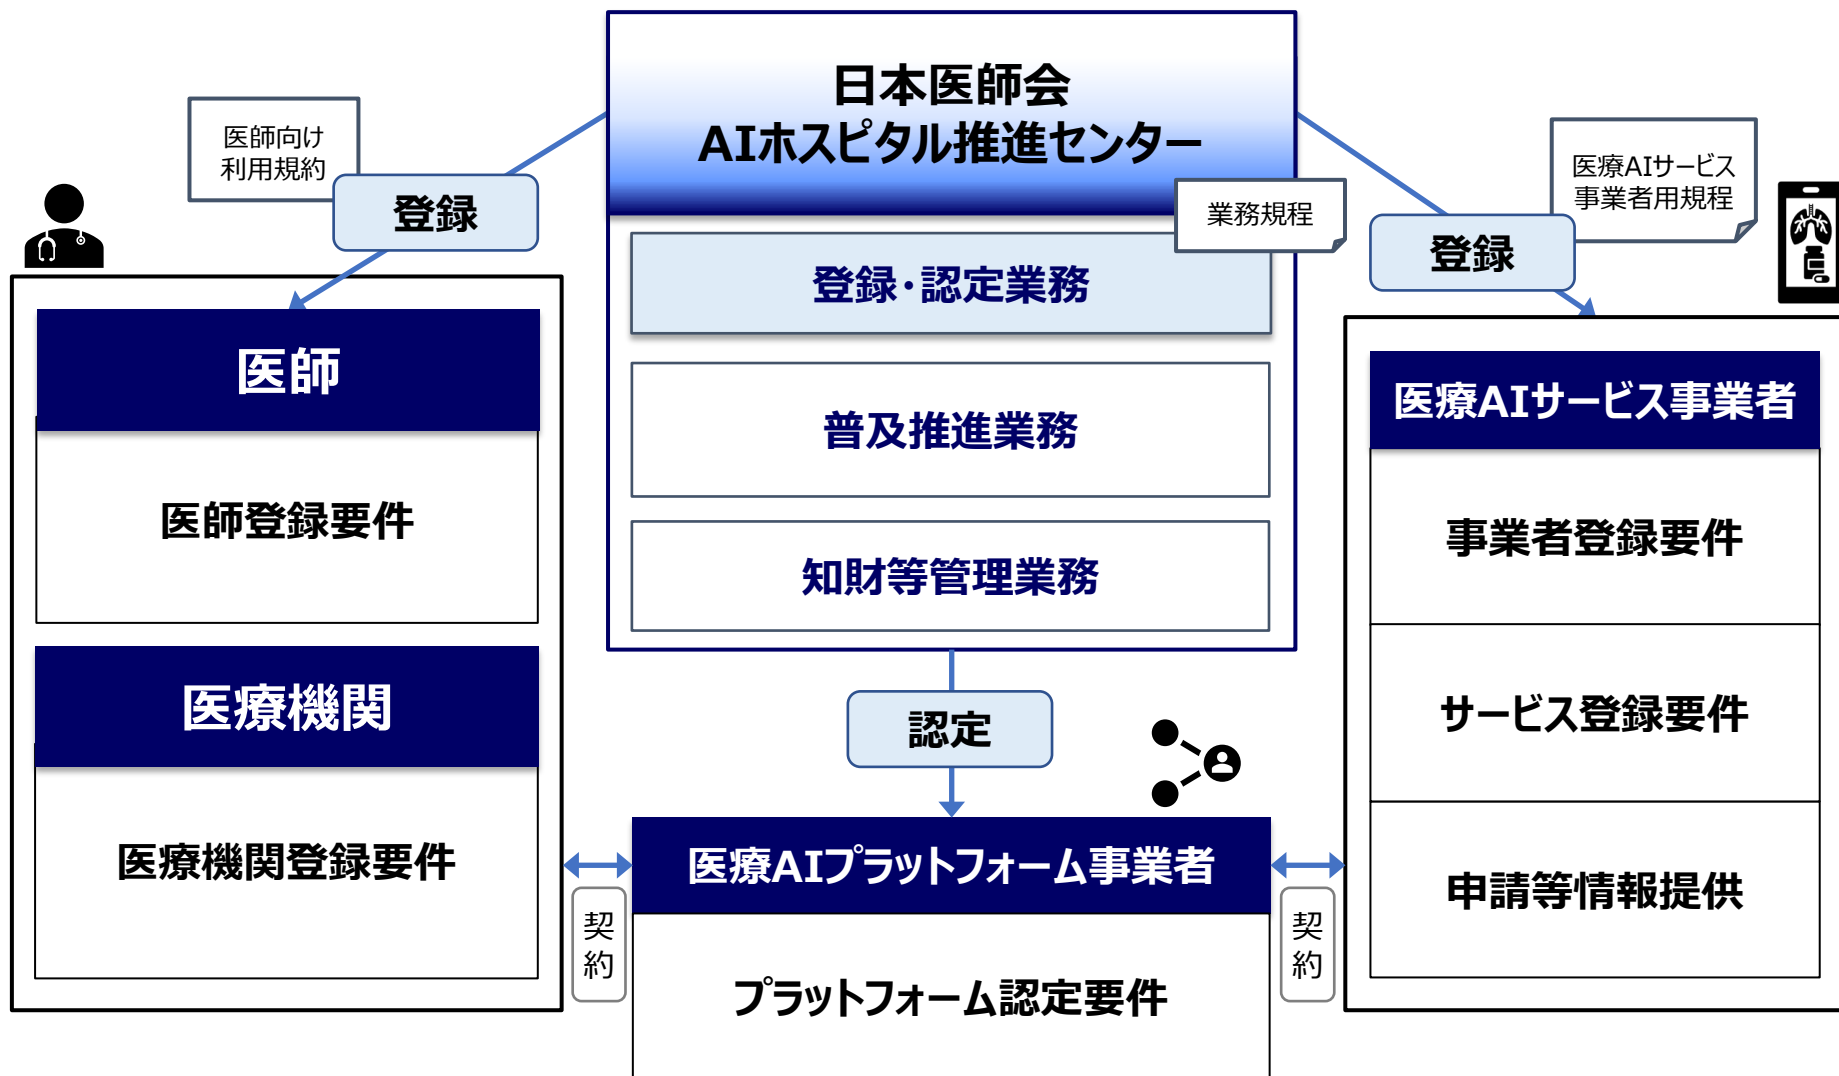 日本医師会
AIホスピタル推進センター
医師向け
利用規約
登録
業務規程
医療AIサービス
事業者用規程
登録
登録・認定業務
普及推進業務
知財等管理業務
医師
医師登録要件
医療機関
医療機関登録要件
認定
医療AIプラットフォーム事業者
プラットフォーム認定要件
契
約
契
約
医療AIサービス事業者
事業者登録要件
サービス登録要件
申請等情報提供